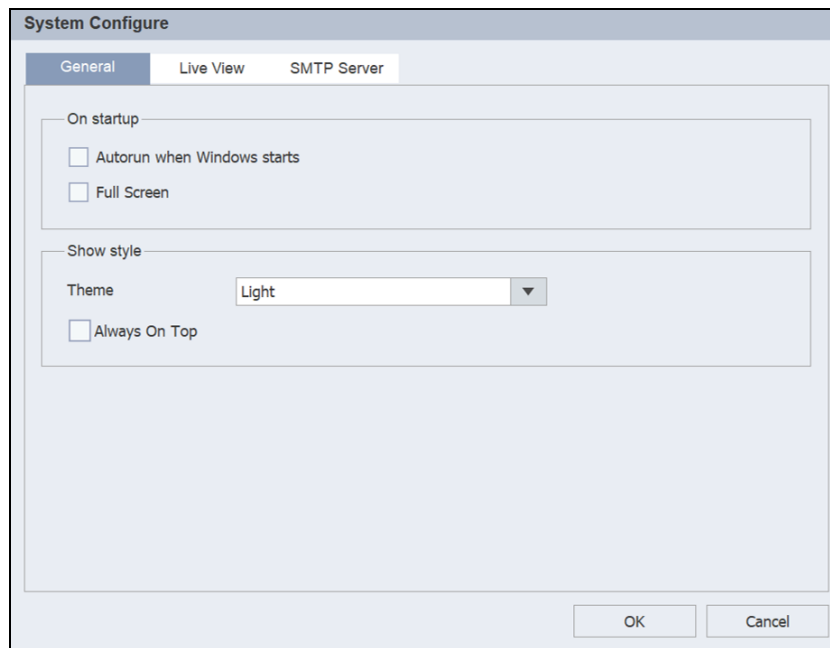 System Configure
General Live View SMTP Server
On startup
Autorun when Windows starts
Full Screen
Show style
Theme Light
Always On Top
OK Cancel